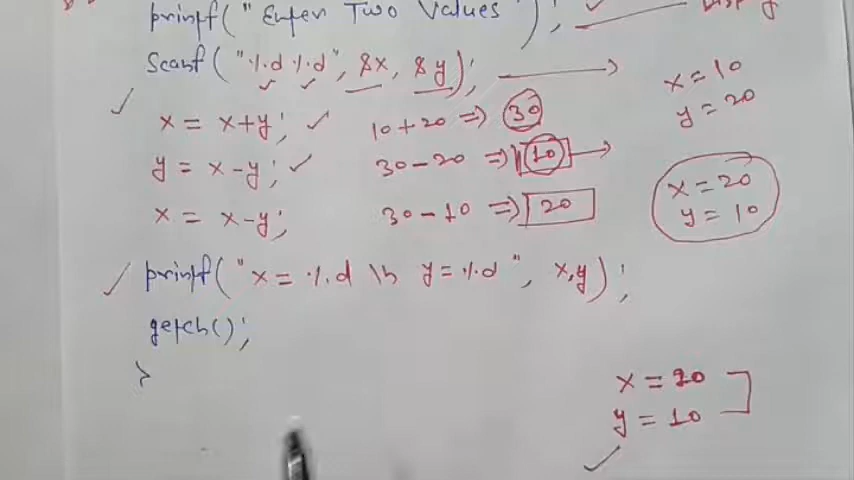 printf("Enter Two Values");
Scanf("%d %d", &x, &y);
x = 10
y = 20
x = x+y; 10+20 => 30
y = x-y; 30-20 => 10
x = x-y; 30-10 => 20
x = 20
y = 10
printf("x = %d \n y = %d", x,y);
getch();
}
x = 20
y = 10